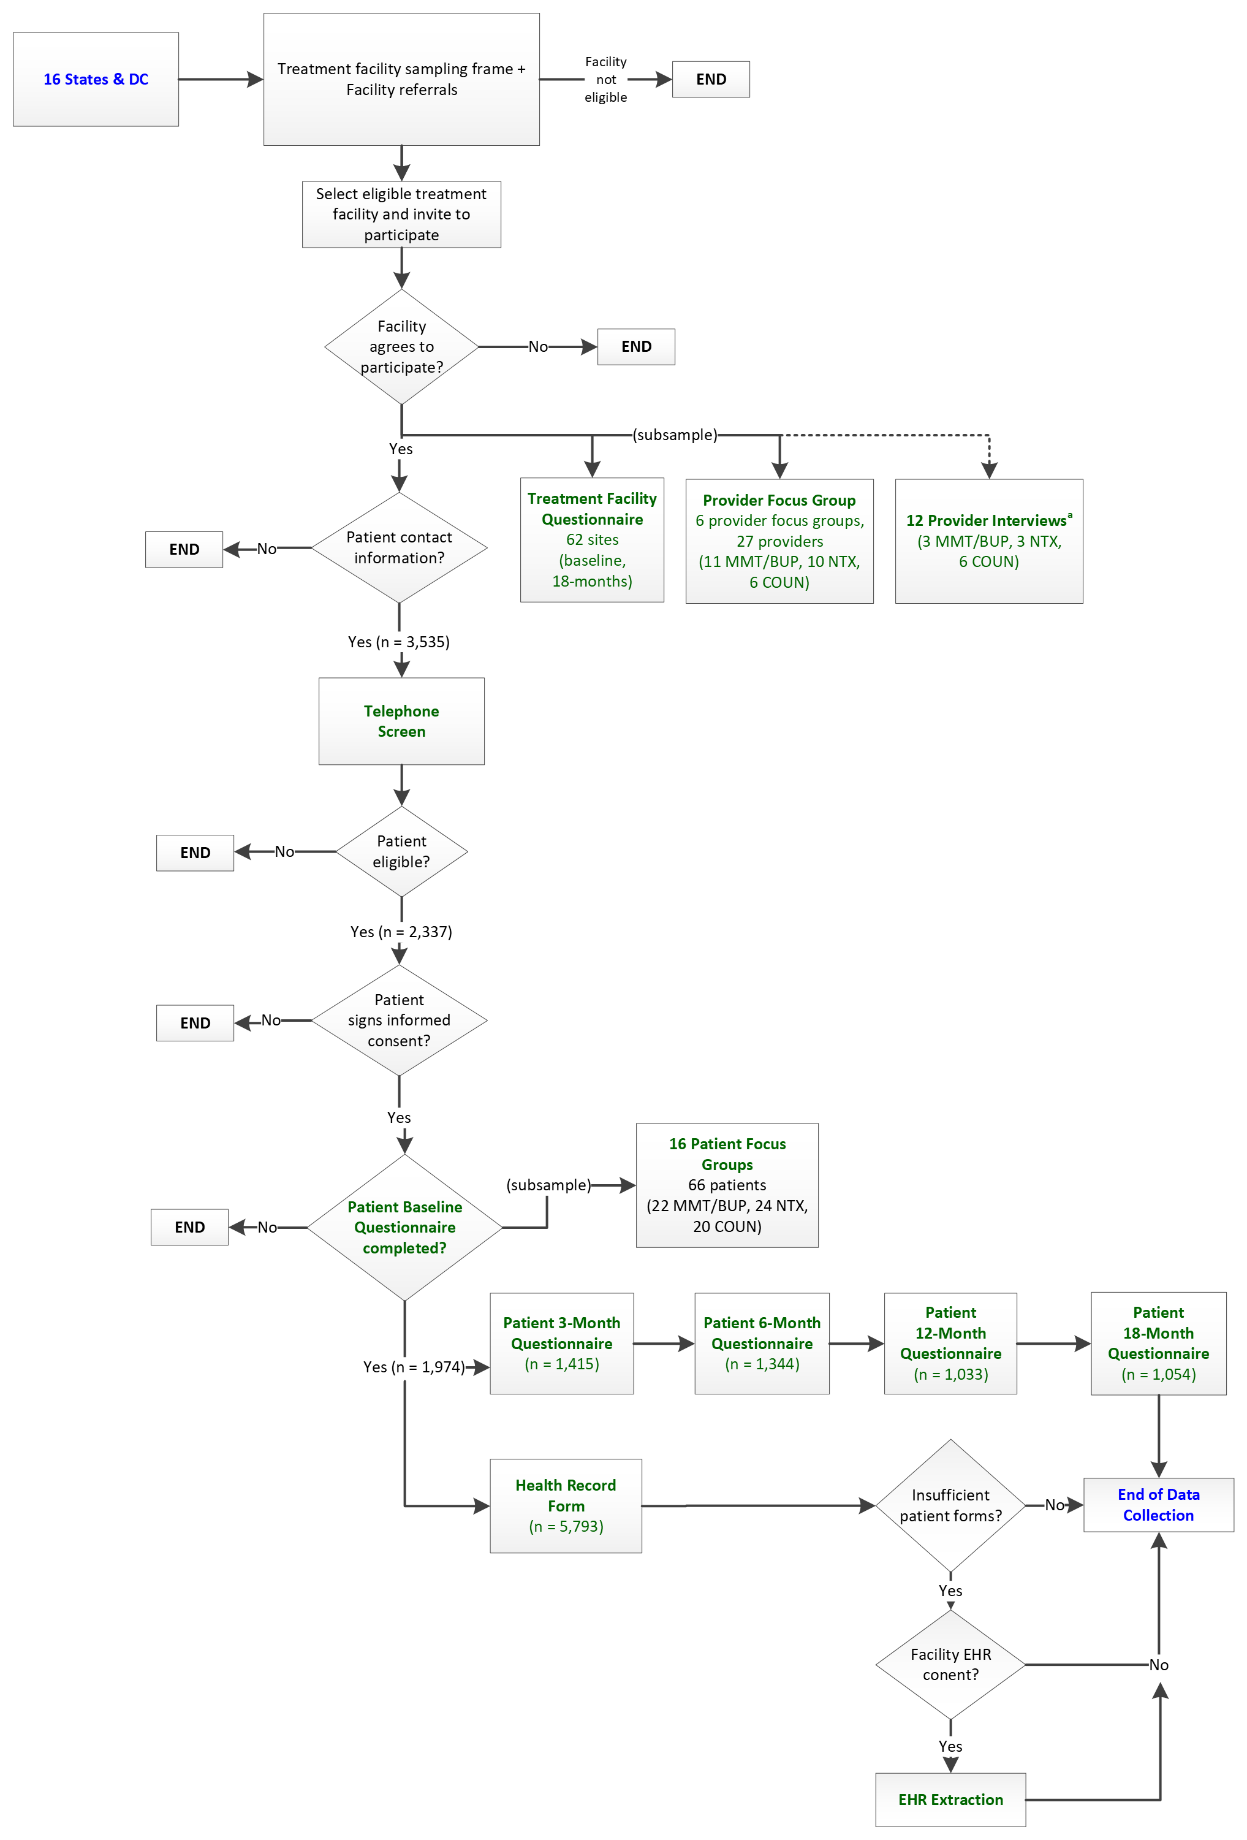 16 States & DC
Treatment facility sampling frame +
Facility referrals
Facility
not
eligible
END
Select eligible treatment
facility and invite to
participate
Facility
agrees to
participate?
No
END
(subsample)
Yes
Treatment Facility
Questionnaire
62 sites
(baseline,
18-months)
Provider Focus Group
6 provider focus groups,
27 providers
(11 MMT/BUP, 10 NTX,
6 COUN)
12 Provider Interviewsª
(3 MMT/BUP, 3 NTX,
6 COUN)
Patient contact
information?
No
END
Yes (n = 3,535)
Telephone
Screen
Patient
eligible?
No
END
Yes (n = 2,337)
Patient
signs informed
consent?
No
END
Yes
Patient Baseline
Questionnaire
completed?
No
END
(subsample)
16 Patient Focus
Groups
66 patients
(22 MMT/BUP, 24 NTX,
20 COUN)
Yes (n = 1,974)
Patient 3-Month
Questionnaire
(n = 1,415)
Patient 6-Month
Questionnaire
(n = 1,344)
Patient
12-Month
Questionnaire
(n = 1,033)
Patient
18-Month
Questionnaire
(n = 1,054)
Health Record
Form
(n = 5,793)
Insufficient
patient forms?
No
End of Data
Collection
Yes
Facility EHR
conent?
No
Yes
EHR Extraction